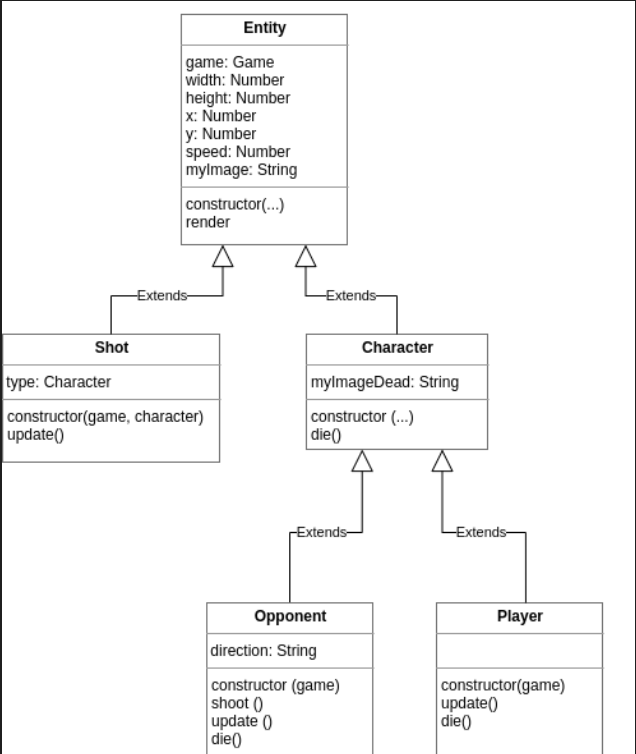 Entity
game: Game
width: Number
height: Number
x: Number
y: Number
speed: Number
myImage: String
constructor(...)
render
Extends
Extends
Shot
type: Character
constructor(game, character)
update()
Character
myImageDead: String
constructor (...)
die()
Extends
Extends
Opponent
direction: String
constructor (game)
shoot ()
update ()
die()
Player
constructor(game)
update()
die()